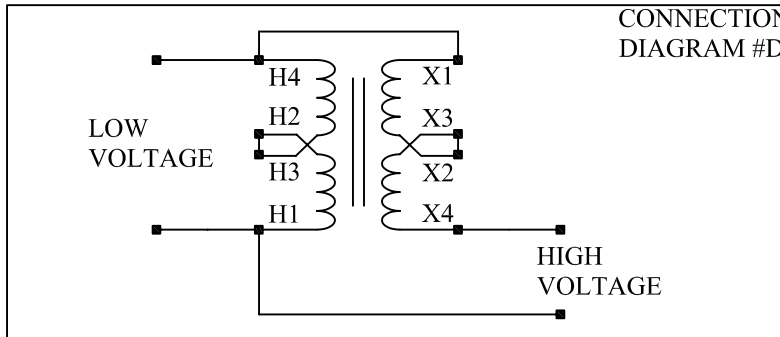 CONNECTION
DIAGRAM #D
H4
X1
H2
X3
LOW
VOLTAGE
H3
X2
H1
X4
HIGH
VOLTAGE